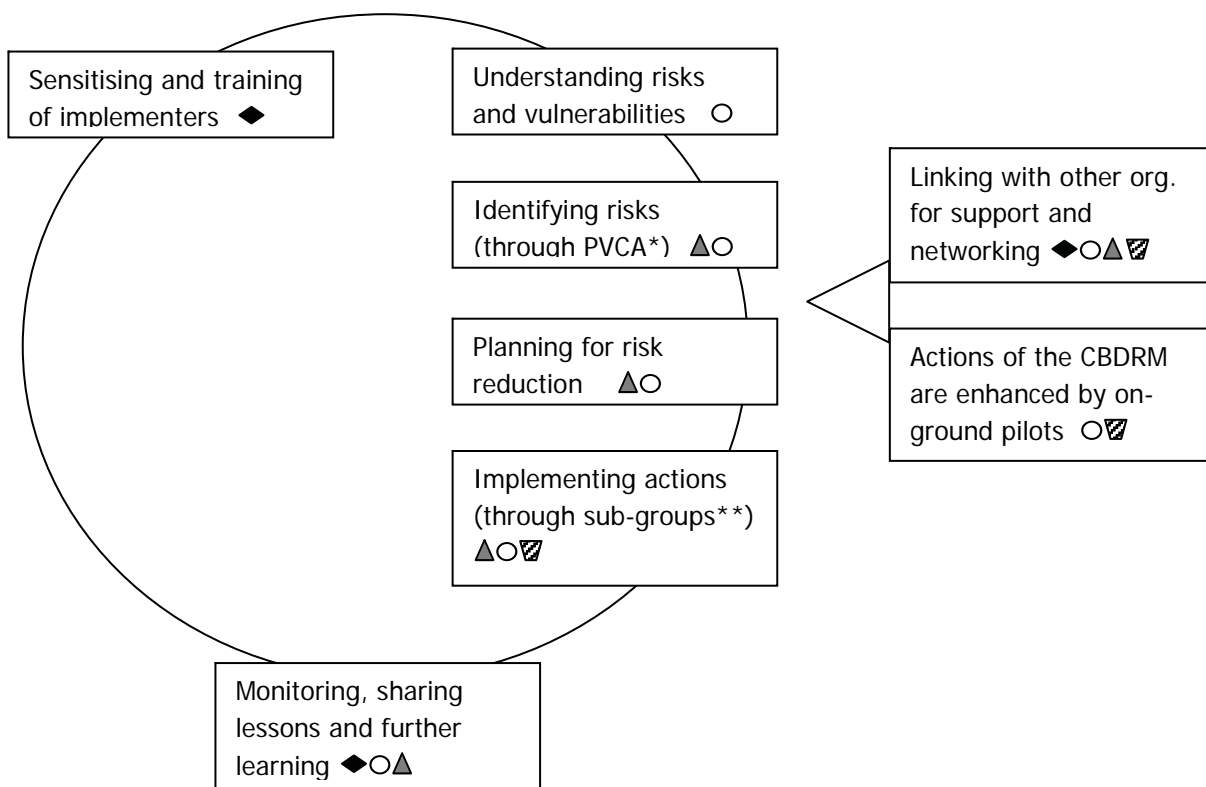 Sensitising and training
of implementers
Understanding risks
and vulnerabilities
Identifying risks
(through PVCA*)
Planning for risk
reduction
Implementing actions
(through sub-groups**)
Monitoring, sharing
lessons and further
learning
Linking with other org.
for support and
networking
Actions of the CBDRM
are enhanced by on-
ground pilots